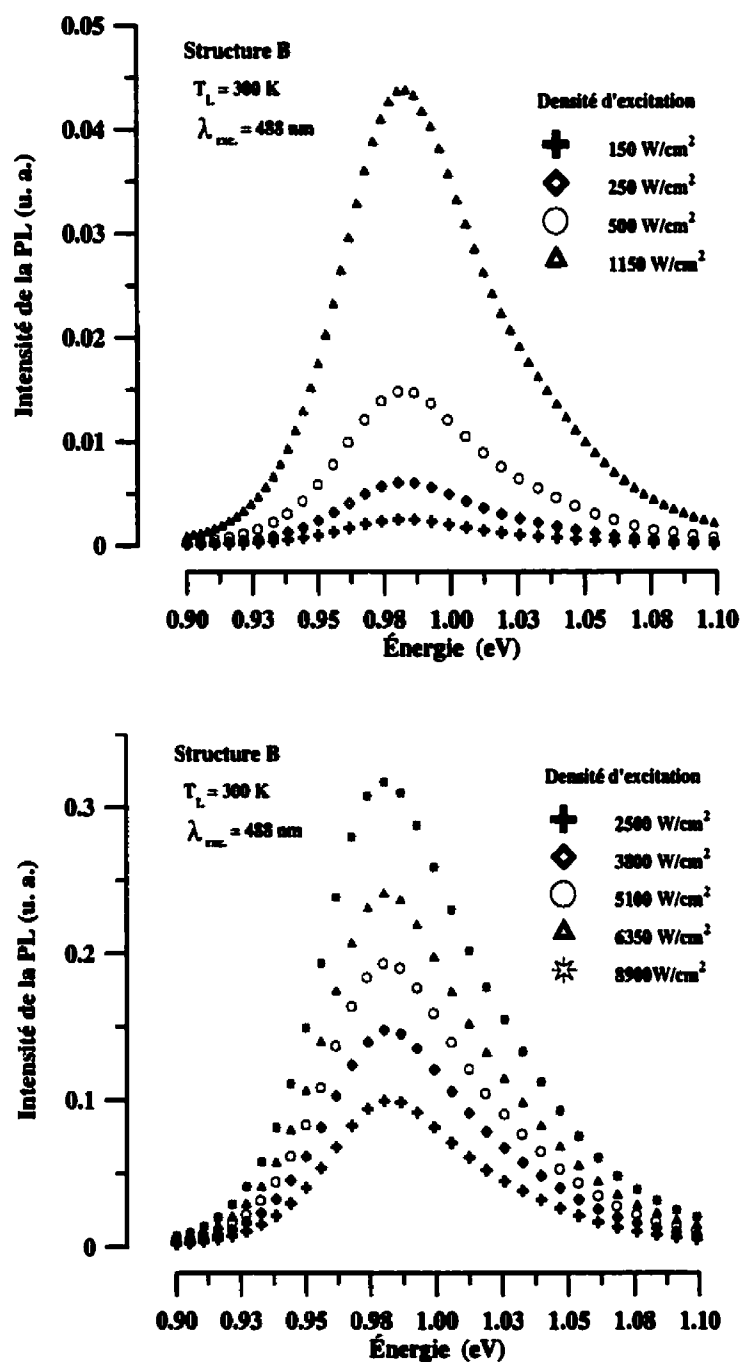 0.05
Structure B
T_L = 300 K
λ_exc. = 488 nm
Densité d'excitation
150 W/cm²
250 W/cm²
500 W/cm²
1150 W/cm²
0.04
0.03
0.02
0.01
0
Intensité de la PL (u. a.)
0.90 0.93 0.95 0.98 1.00 1.03 1.05 1.08 1.10
Énergie (eV)
Structure B
T_L = 300 K
λ_exc. = 488 nm
Densité d'excitation
2500 W/cm²
3800 W/cm²
5100 W/cm²
6350 W/cm²
8900W/cm²
0.3
0.2
0.1
0
Intensité de la PL (u. a.)
0.90 0.93 0.95 0.98 1.00 1.03 1.05 1.08 1.10
Énergie (eV)